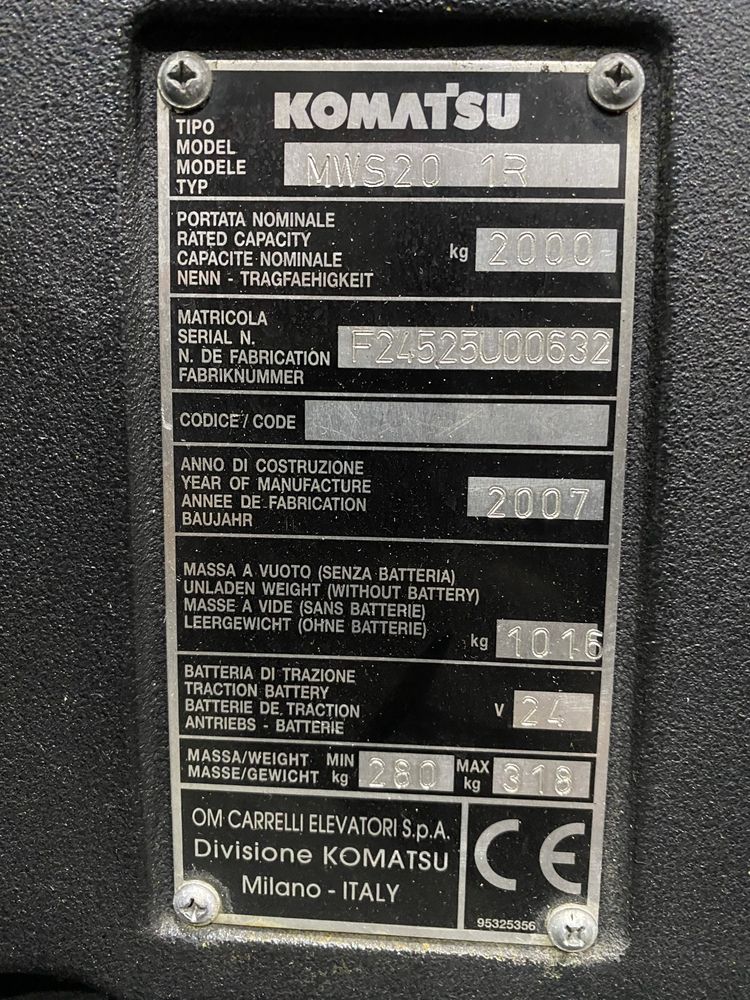 KOMATSU
TIPO
MODEL
MODELE
TYP
MWS20 1R
PORTATA NOMINALE
RATED CAPACITY
CAPACITE NOMINALE
NENN - TRAGFAEHIGKEIT
kg 2000
MATRICOLA
SERIAL N.
N. DE FABRICATION
FABRIKNUMMER
F24525U00632
CODICE / CODE
ANNO DI COSTRUZIONE
YEAR OF MANUFACTURE
ANNEE DE FABRICATION
BAUJAHR
2007
MASSA A VUOTO (SENZA BATTERIA)
UNLADEN WEIGHT (WITHOUT BATTERY)
MASSE A VIDE (SANS BATTERIE)
LEERGEWICHT (OHNE BATTERIE)
kg 1016
BATTERIA DI TRAZIONE
TRACTION BATTERY
BATTERIE DE TRACTION
ANTRIEBS - BATTERIE
V 24
MASSA/WEIGHT MIN 280 MAX 318
MASSE/GEWICHT kg kg
OM CARRELLI ELEVATORI S.p.A.
Divisione KOMATSU
Milano - ITALY
CE
95325356